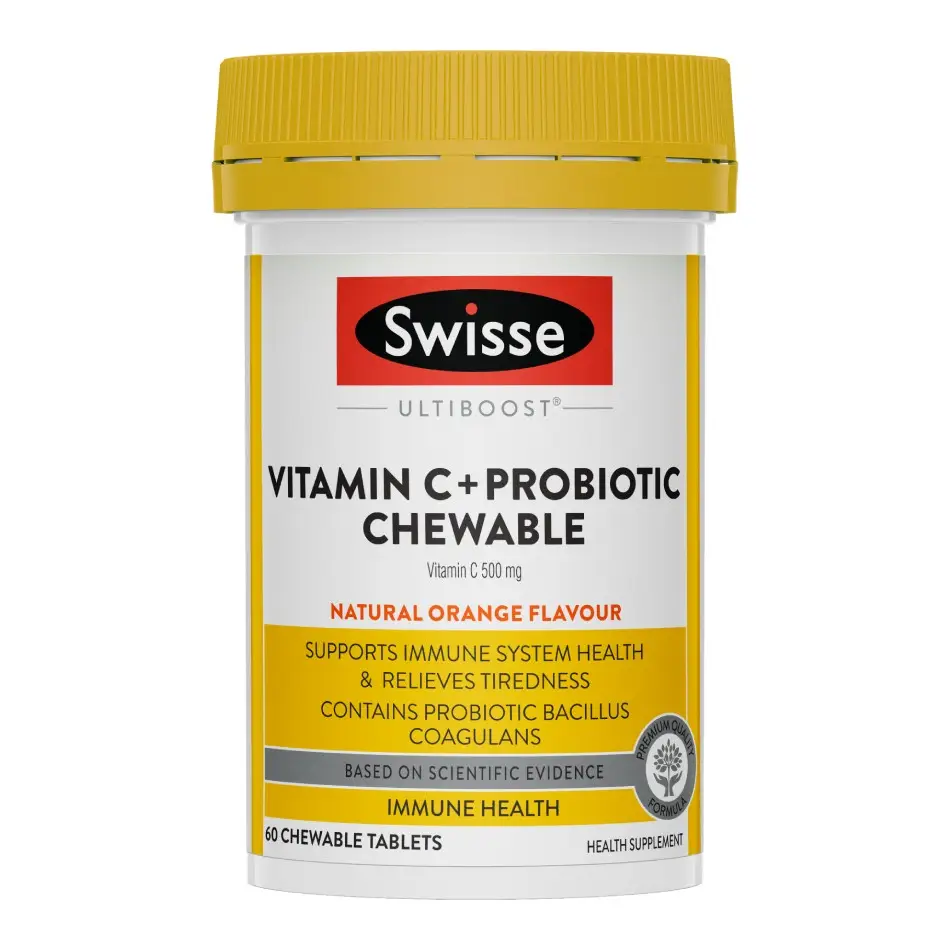 Swisse
ULTIBOOST®
VITAMIN C + PROBIOTIC
CHEWABLE
Vitamin C 500 mg
NATURAL ORANGE FLAVOUR
SUPPORTS IMMUNE SYSTEM HEALTH
& RELIEVES TIREDNESS
CONTAINS PROBIOTIC BACILLUS
COAGULANS
PREMIUM QUALITY
FORMULA
BASED ON SCIENTIFIC EVIDENCE
IMMUNE HEALTH
60 CHEWABLE TABLETS
HEALTH SUPPLEMENT